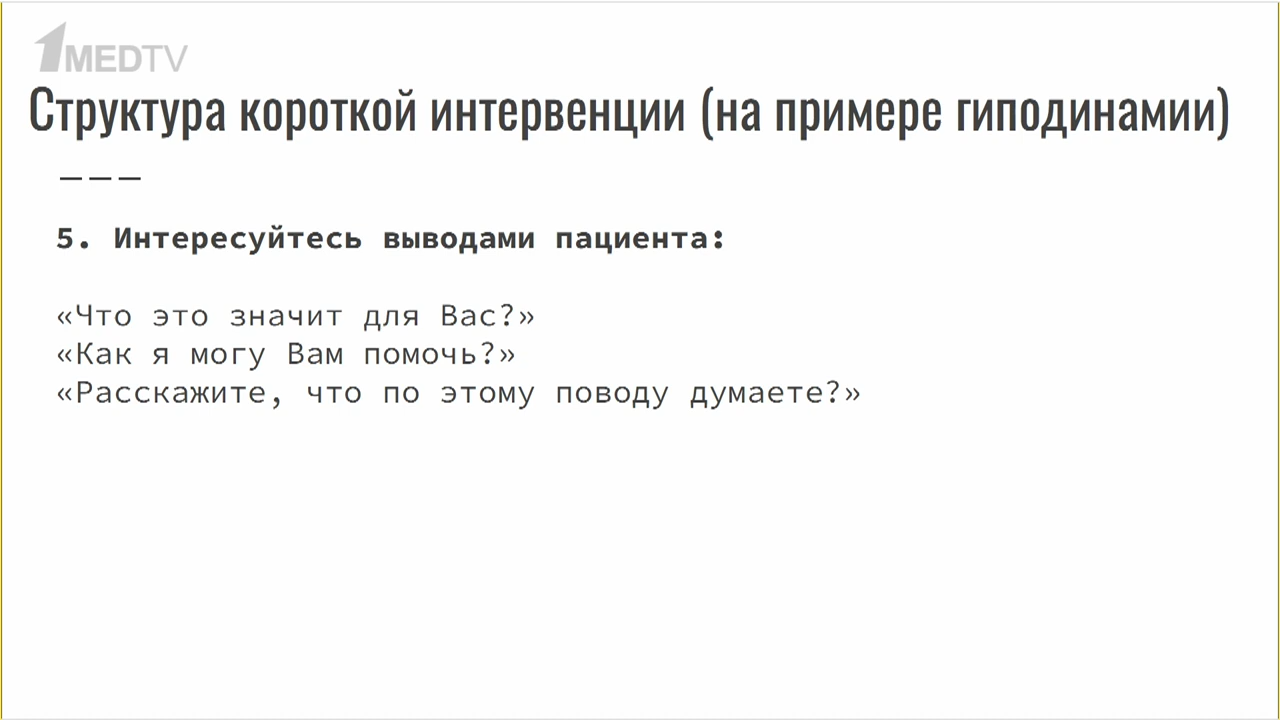 1MEDTV
Структура короткой интервенции (на примере гиподинамии)
———
5. Интересуйтесь выводами пациента:
«Что это значит для Вас?»
«Как я могу Вам помочь?»
«Расскажите, что по этому поводу думаете?»